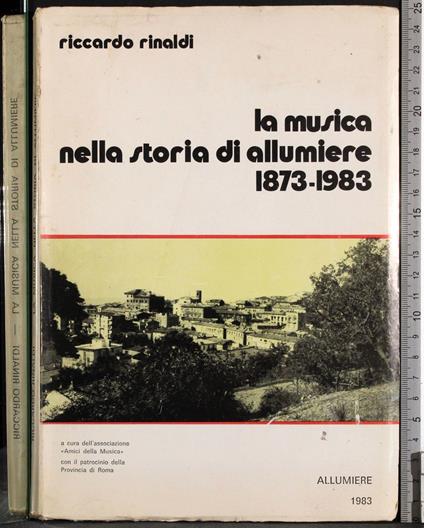 riccardo rinaldi
la musica
nella storia di allumiere
1873-1983
a cura dell'associazione
«Amici della Musica»
con il patrocinio della
Provincia di Roma
ALLUMIERE
1983
RICCARDO RINALDI — LA MUSICA NELLA STORIA DI ALLUMIERE